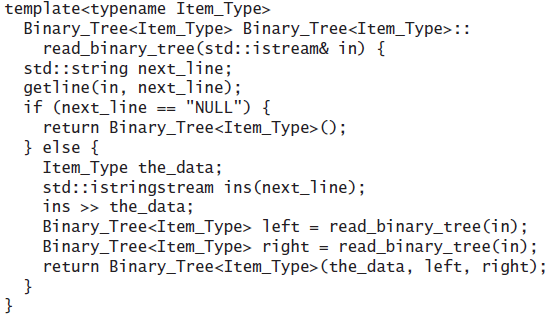 template<typename Item_Type>
  Binary_Tree<Item_Type> Binary_Tree<Item_Type>::
    read_binary_tree(std::istream& in) {
  std::string next_line;
  getline(in, next_line);
  if (next_line == "NULL") {
    return Binary_Tree<Item_Type>();
  } else {
    Item_Type the_data;
    std::istringstream ins(next_line);
    ins >> the_data;
    Binary_Tree<Item_Type> left = read_binary_tree(in);
    Binary_Tree<Item_Type> right = read_binary_tree(in);
    return Binary_Tree<Item_Type>(the_data, left, right);
  }
}